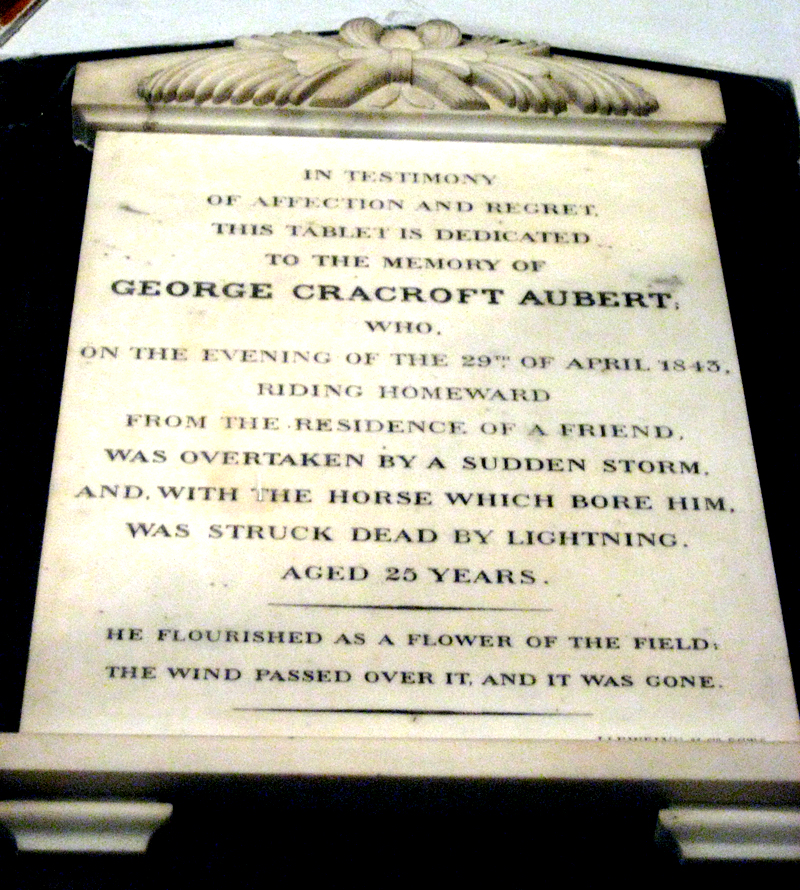 IN TESTIMONY
OF AFFECTION AND REGRET,
THIS TABLET IS DEDICATED
TO THE MEMORY OF
GEORGE CRACROFT AUBERT,
WHO,
ON THE EVENING OF THE 29TH OF APRIL 1843,
RIDING HOMEWARD
FROM THE RESIDENCE OF A FRIEND,
WAS OVERTAKEN BY A SUDDEN STORM,
AND, WITH THE HORSE WHICH BORE HIM,
WAS STRUCK DEAD BY LIGHTNING.
AGED 25 YEARS.
HE FLOURISHED AS A FLOWER OF THE FIELD;
THE WIND PASSED OVER IT, AND IT WAS GONE.